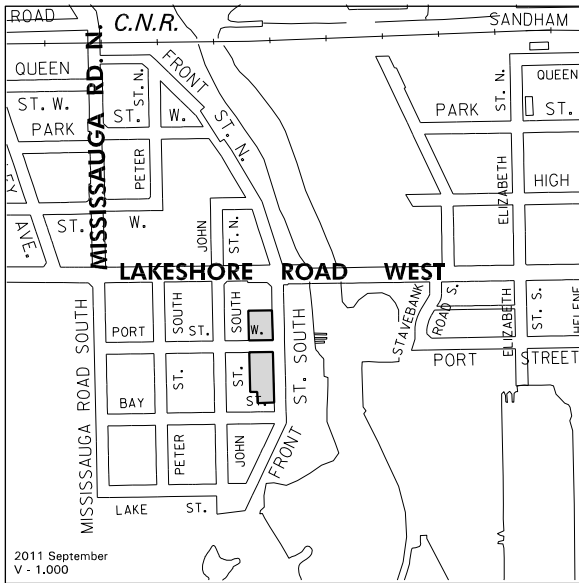 ROAD
C.N.R.
SANDHAM
MISSISSAUGA RD. N.
QUEEN
ST. W.
FRONT ST. N.
ST. N.
QUEEN
ST. W.
PARK
PARK ST.
ST. N.
PETER
ELIZABETH
HIGH
AVE.
ST. W.
JOHN
ST. N.
LAKESHORE ROAD WEST
MISSISSAUGA ROAD SOUTH
SOUTH
SOUTH
PORT ST. W.
STAVEBANK
ROAD S.
ELIZABETH
ST. S.
HELENE
PORT STREET
ST.
ST.
ST. SOUTH
BAY ST.
PETER
JOHN
FRONT
LAKE ST.
2011 September
V - 1.000